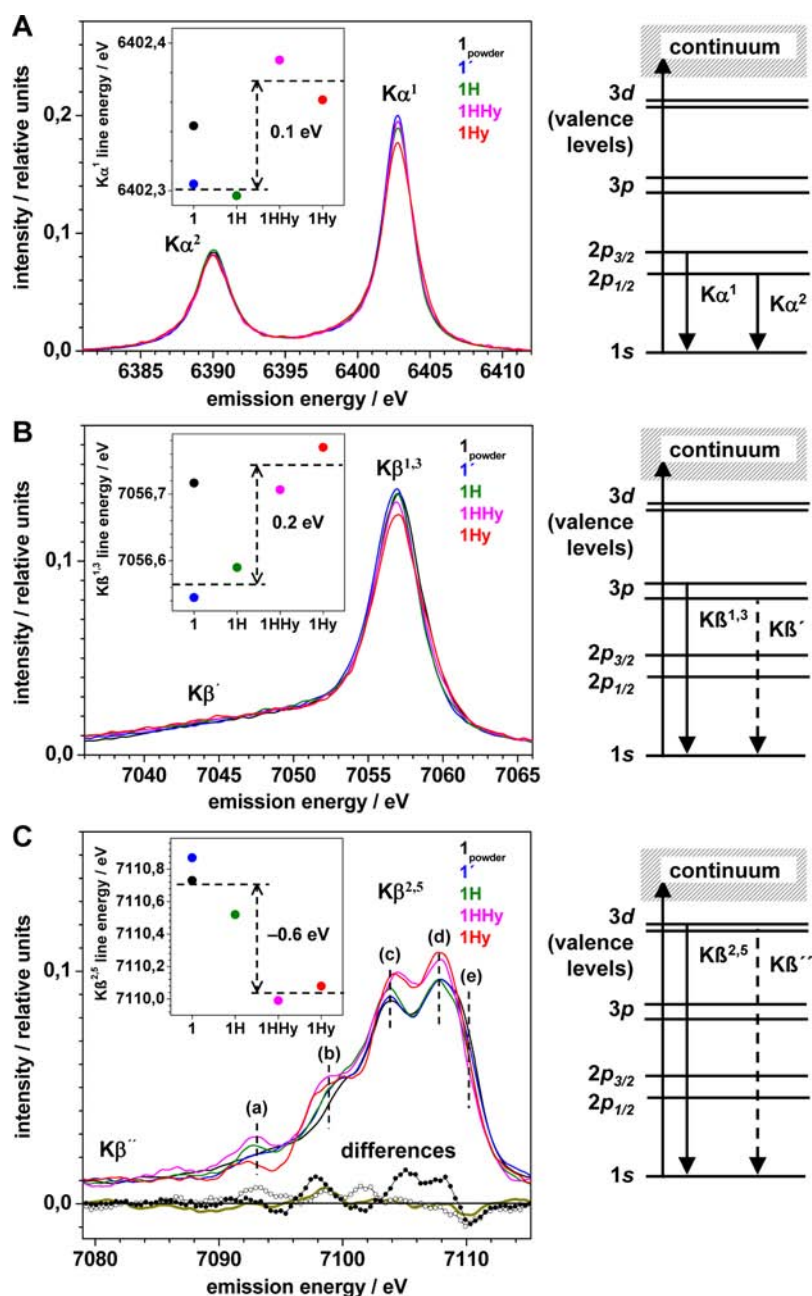 A
Kα¹ line energy / eV
6402,4
6402,3
0.1 eV
1 1H 1HHy 1Hy
1powder
1´
1H
1HHy
1Hy
Kα¹
Kα²
intensity / relative units
0,2
0,1
0,0
6385 6390 6395 6400 6405 6410
emission energy / eV
continuum
3d
(valence
levels)
3p
2p3/2
2p1/2
Kα¹
Kα²
1s
B
Kß¹,³ line energy / eV
7056,7
7056,6
0.2 eV
1 1H 1HHy 1Hy
1powder
1´
1H
1HHy
1Hy
Kβ¹,³
Kβ´
intensity / relative units
0,1
0,0
7040 7045 7050 7055 7060 7065
emission energy / eV
continuum
3d
(valence
levels)
3p
Kß¹,³
Kß´
2p3/2
2p1/2
1s
C
Kß²,⁵ line energy / eV
7110,8
7110,6
7110,4
7110,2
7110,0
–0.6 eV
1 1H 1HHy 1Hy
1powder
1´
1H
1HHy
1Hy
Kβ²,⁵
(a)
(b)
(c)
(d)
(e)
Kβ´´
differences
intensity / relative units
0,1
0,0
7080 7090 7100 7110
emission energy / eV
continuum
3d
(valence
levels)
Kß²,⁵
Kß´´
3p
2p3/2
2p1/2
1s